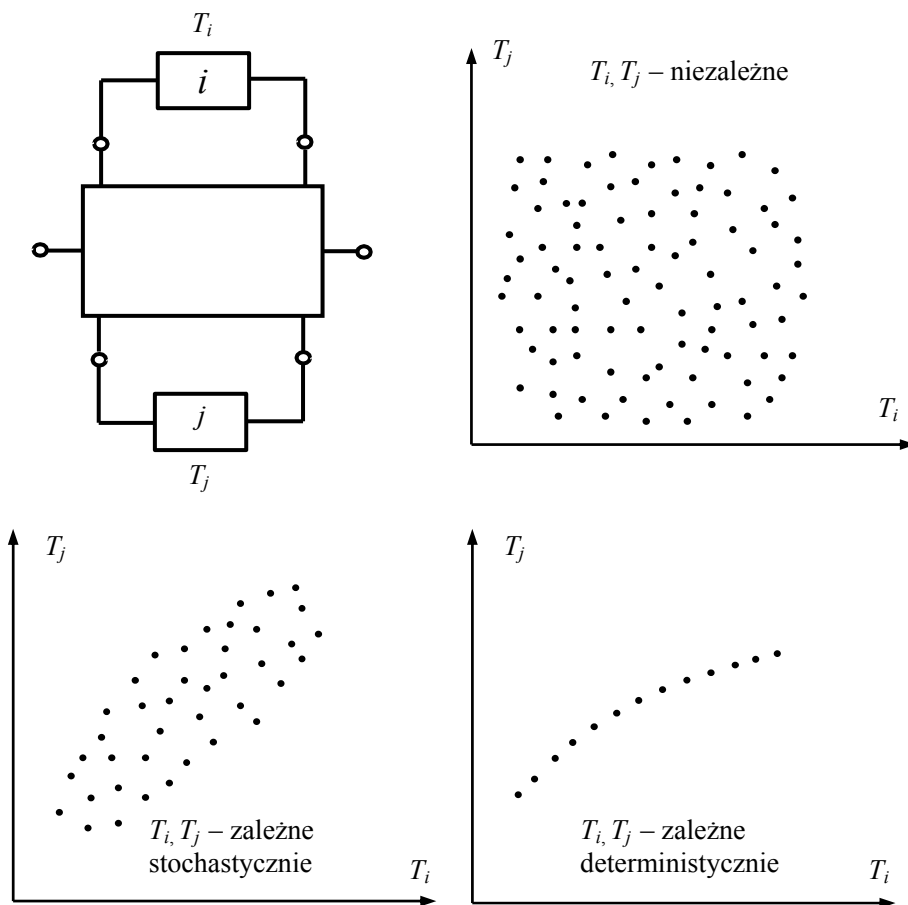 T_i
i
j
T_j
T_j
T_i, T_j – niezależne
T_i
T_j
T_i, T_j – zależne
stochastycznie
T_i
T_j
T_i, T_j – zależne
deterministycznie
T_i